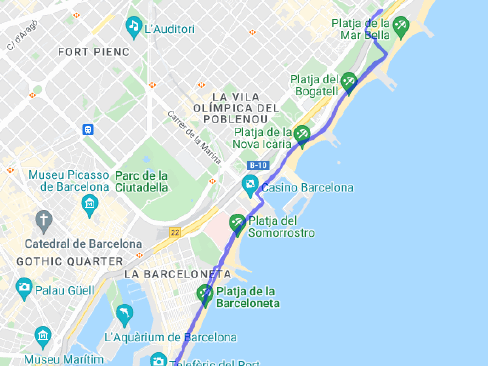 C/ d'Aragó
L'Auditori
FORT PIENC
Platja de la
Mar Bella
Platja del
Bogatell
LA VILA
OLÍMPICA DEL
POBLENOU
Carrer de la Marina
Platja de la
Nova Icària
B-10
Museu Picasso
de Barcelona
Parc de la
Ciutadella
Casino Barcelona
Catedral de Barcelona
22
Platja del
Somorrostro
GOTHIC QUARTER
LA BARCELONETA
Palau Güell
Platja de la
Barceloneta
L'Aquàrium de Barcelona
Museu Marítim
Telefèric del Port